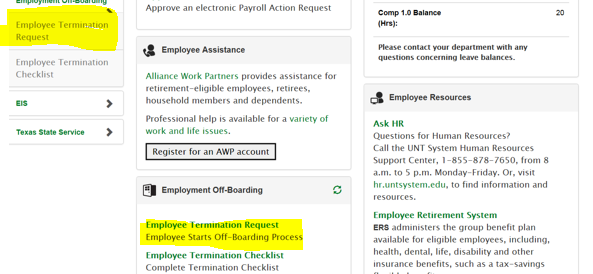 Employment Off-Boarding
Employee Termination
Request
Employee Termination
Checklist
EIS
Texas State Service
Approve an electronic Payroll Action Request
Employee Assistance
Alliance Work Partners provides assistance for
retirement-eligible employees, retirees,
household members and dependents.
Professional help is available for a variety of
work and life issues.
Register for an AWP account
Employment Off-Boarding
Employee Termination Request
Employee Starts Off-Boarding Process
Employee Termination Checklist
Complete Termination Checklist
Comp 1.0 Balance 20
(Hrs):
Please contact your department with any
questions concerning leave balances.
Employee Resources
Ask HR
Questions for Human Resources?
Call the UNT System Human Resources
Support Center, 1-855-878-7650, from 8
a.m. to 5 p.m. Monday-Friday. Or, visit
hr.untsystem.edu, to find information and
resources.
Employee Retirement System
ERS administers the group benefit plan
available for eligible employees, including,
health, dental, life, disability and other
insurance benefits, such as a tax-savings